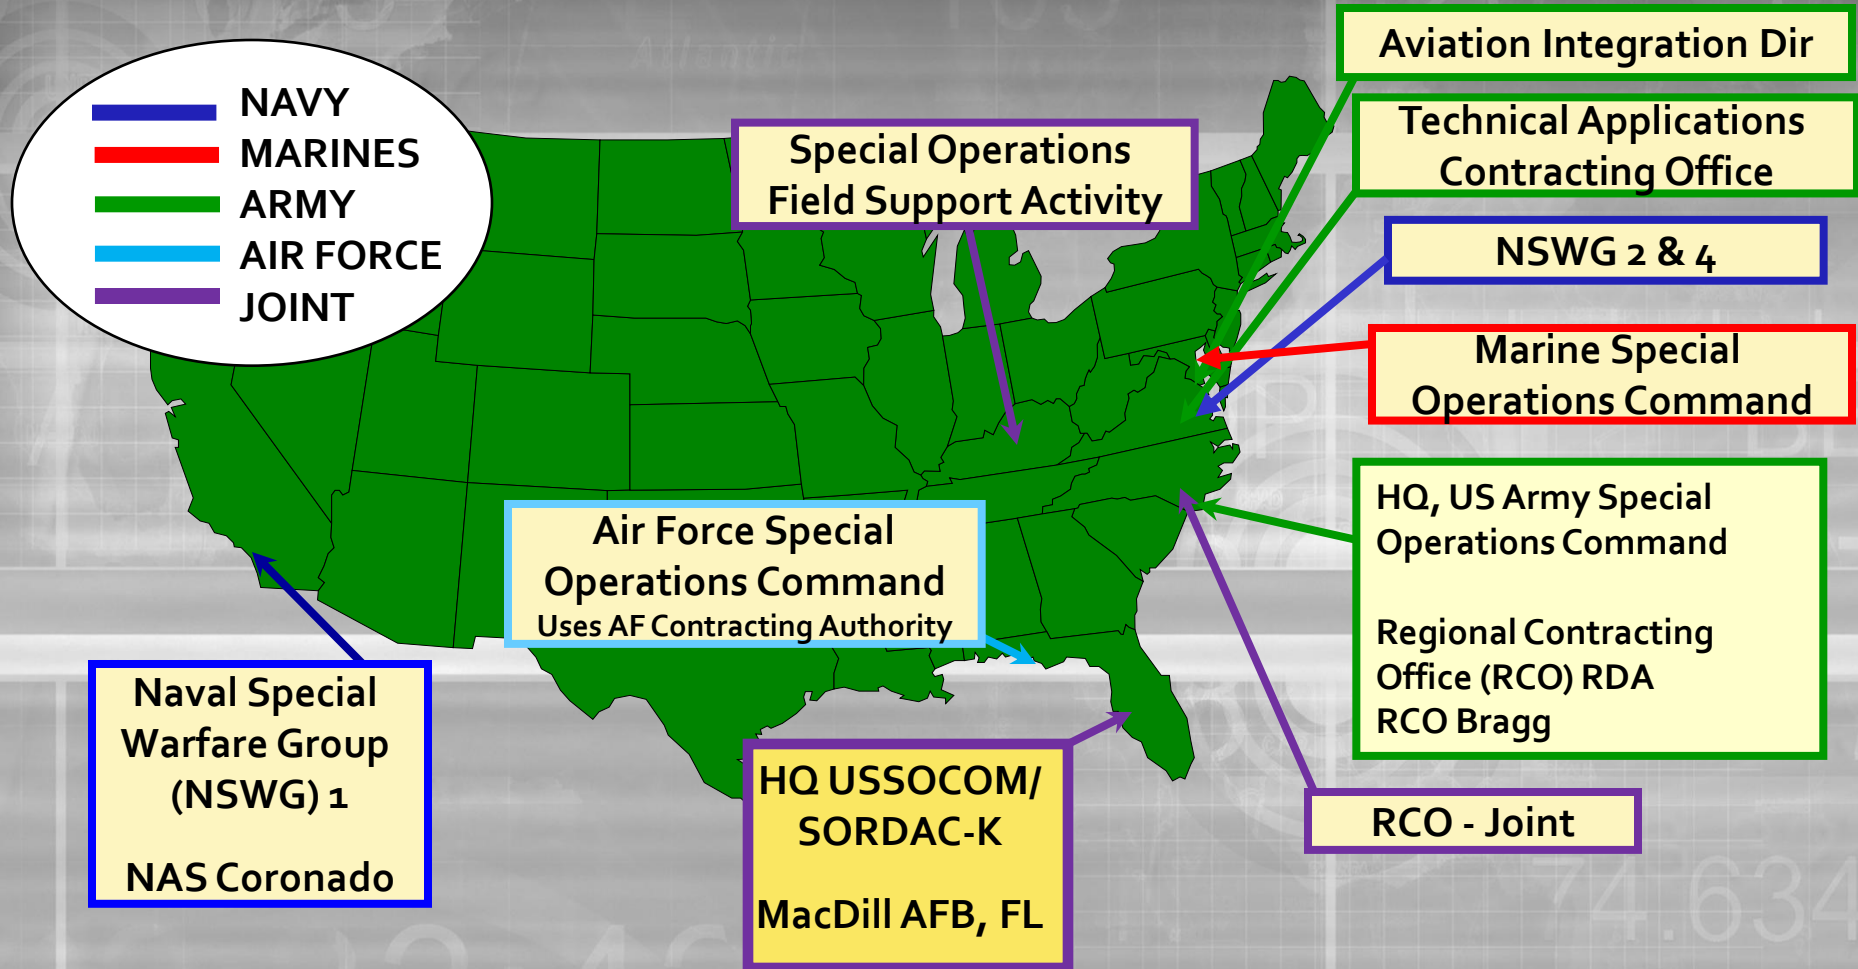 NAVY
MARINES
ARMY
AIR FORCE
JOINT
Special Operations
Field Support Activity
Aviation Integration Dir
Technical Applications
Contracting Office
NSWG 2 & 4
Marine Special
Operations Command
HQ, US Army Special
Operations Command
Regional Contracting
Office (RCO) RDA
RCO Bragg
RCO - Joint
Air Force Special
Operations Command
Uses AF Contracting Authority
HQ USSOCOM/
SORDAC-K
MacDill AFB, FL
Naval Special
Warfare Group
(NSWG) 1
NAS Coronado
Atlantic
74.634